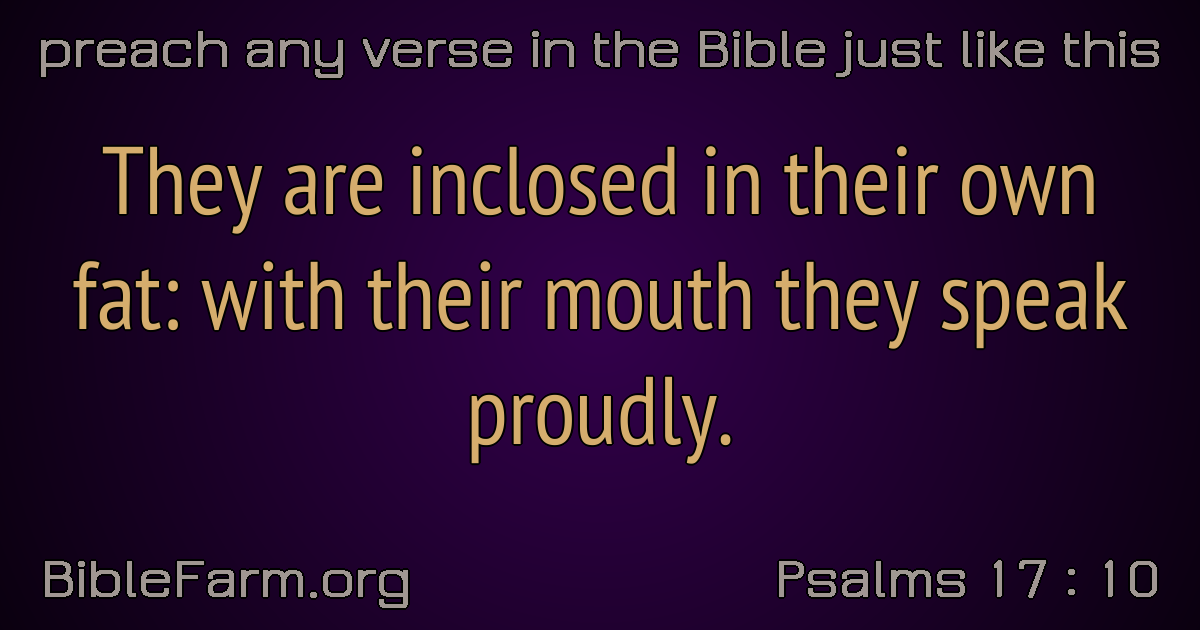 preach any verse in the Bible just like this
They are inclosed in their own
fat: with their mouth they speak
proudly.
BibleFarm.org
Psalms 17 : 10